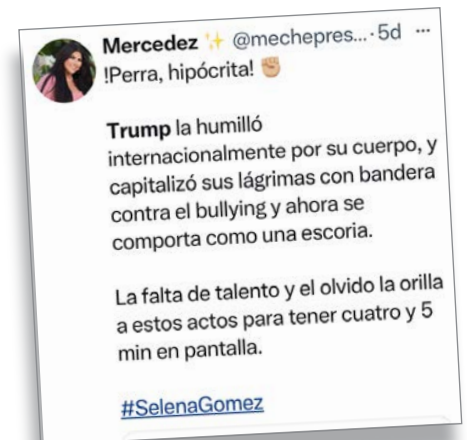 Mercedez ✨ @mechepres... · 5d ...
!Perra, hipócrita! ✊🏼
Trump la humilló
internacionalmente por su cuerpo, y
capitalizó sus lágrimas con bandera
contra el bullying y ahora se
comporta como una escoria.
La falta de talento y el olvido la orilla
a estos actos para tener cuatro y 5
min en pantalla.
#SelenaGomez